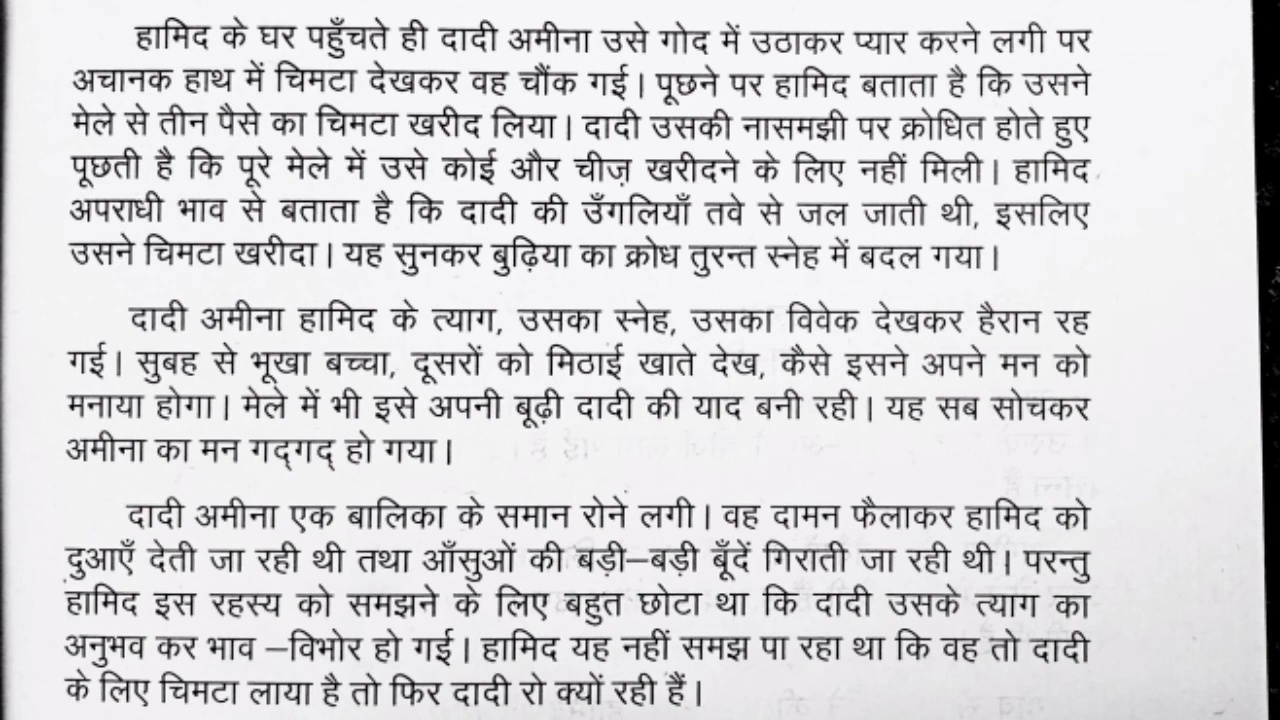 हामिद के घर पहुँचते ही दादी अमीना उसे गोद में उठाकर प्यार करने लगी पर
अचानक हाथ में चिमटा देखकर वह चौंक गई। पूछने पर हामिद बताता है कि उसने
मेले से तीन पैसे का चिमटा खरीद लिया। दादी उसकी नासमझी पर क्रोधित होते हुए
पूछती है कि पूरे मेले में उसे कोई और चीज़ खरीदने के लिए नहीं मिली। हामिद
अपराधी भाव से बताता है कि दादी की उँगलियाँ तवे से जल जाती थी, इसलिए
उसने चिमटा खरीदा। यह सुनकर बुढ़िया का क्रोध तुरन्त स्नेह में बदल गया।
दादी अमीना हामिद के त्याग, उसका स्नेह, उसका विवेक देखकर हैरान रह
गई। सुबह से भूखा बच्चा, दूसरों को मिठाई खाते देख, कैसे इसने अपने मन को
मनाया होगा। मेले में भी इसे अपनी बूढ़ी दादी की याद बनी रही। यह सब सोचकर
अमीना का मन गद्‌गद् हो गया।
दादी अमीना एक बालिका के समान रोने लगी। वह दामन फैलाकर हामिद को
दुआएँ देती जा रही थी तथा आँसुओं की बड़ी–बड़ी बूँदें गिराती जा रही थी। परन्तु
हामिद इस रहस्य को समझने के लिए बहुत छोटा था कि दादी उसके त्याग का
अनुभव कर भाव –विभोर हो गई। हामिद यह नहीं समझ पा रहा था कि वह तो दादी
के लिए चिमटा लाया है तो फिर दादी रो क्यों रही हैं।